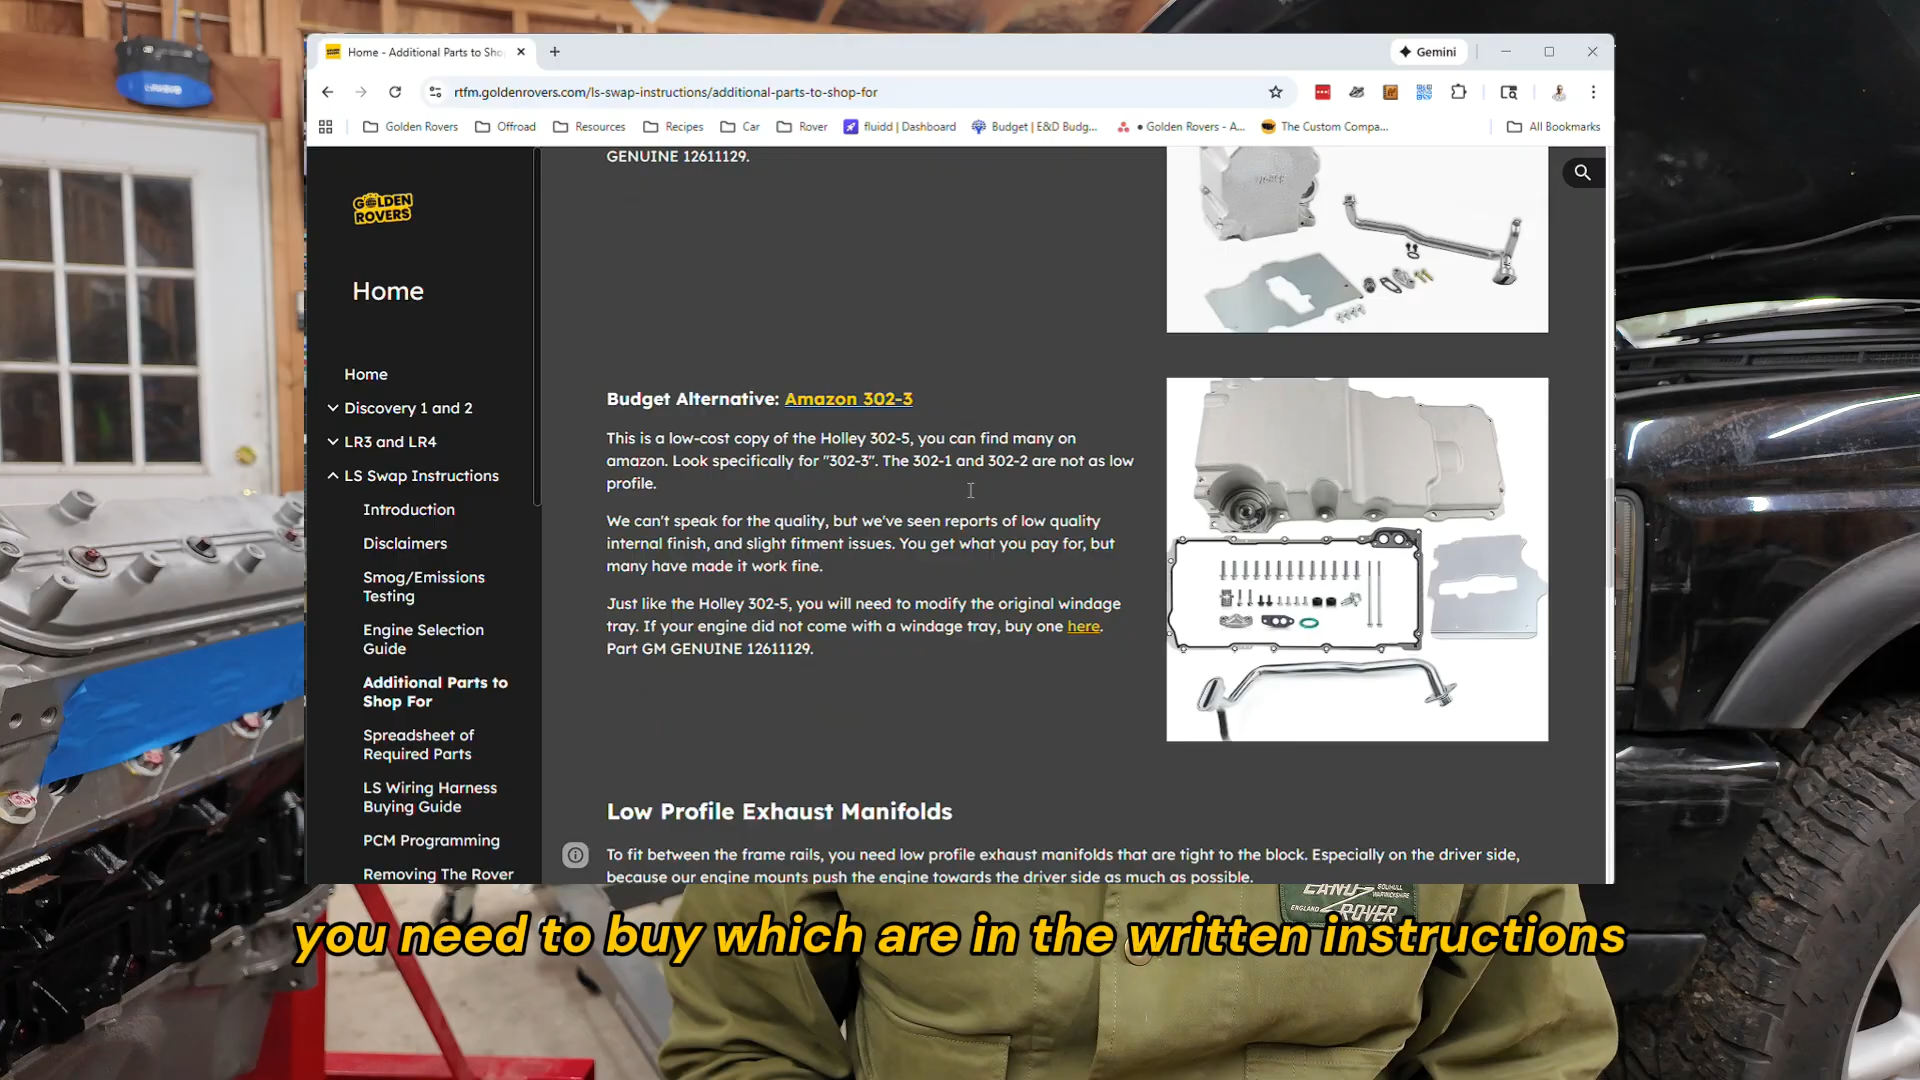 Home - Additional Parts to Sho
Gemini
rtfm.goldenrovers.com/ls-swap-instructions/additional-parts-to-shop-for
Golden Rovers
Offroad
Resources
Recipes
Car
Rover
fluidd | Dashboard
Budget | E&D Budg...
• Golden Rovers - A...
The Custom Compa...
All Bookmarks
GOLDEN
ROVERS
Home
Home
Discovery 1 and 2
LR3 and LR4
LS Swap Instructions
Introduction
Disclaimers
Smog/Emissions
Testing
Engine Selection
Guide
Additional Parts to
Shop For
Spreadsheet of
Required Parts
LS Wiring Harness
Buying Guide
PCM Programming
Removing The Rover
GENUINE 12611129.
Budget Alternative: Amazon 302-3
This is a low-cost copy of the Holley 302-5, you can find many on
amazon. Look specifically for "302-3". The 302-1 and 302-2 are not as low
profile.
We can't speak for the quality, but we've seen reports of low quality
internal finish, and slight fitment issues. You get what you pay for, but
many have made it work fine.
Just like the Holley 302-5, you will need to modify the original windage
tray. If your engine did not come with a windage tray, buy one here.
Part GM GENUINE 12611129.
Low Profile Exhaust Manifolds
To fit between the frame rails, you need low profile exhaust manifolds that are tight to the block. Especially on the driver side,
because our engine mounts push the engine towards the driver side as much as possible.
LAND
ROVER
SOLIHULL
WARWICKSHIRE
ENGLAND
you need to buy which are in the written instructions